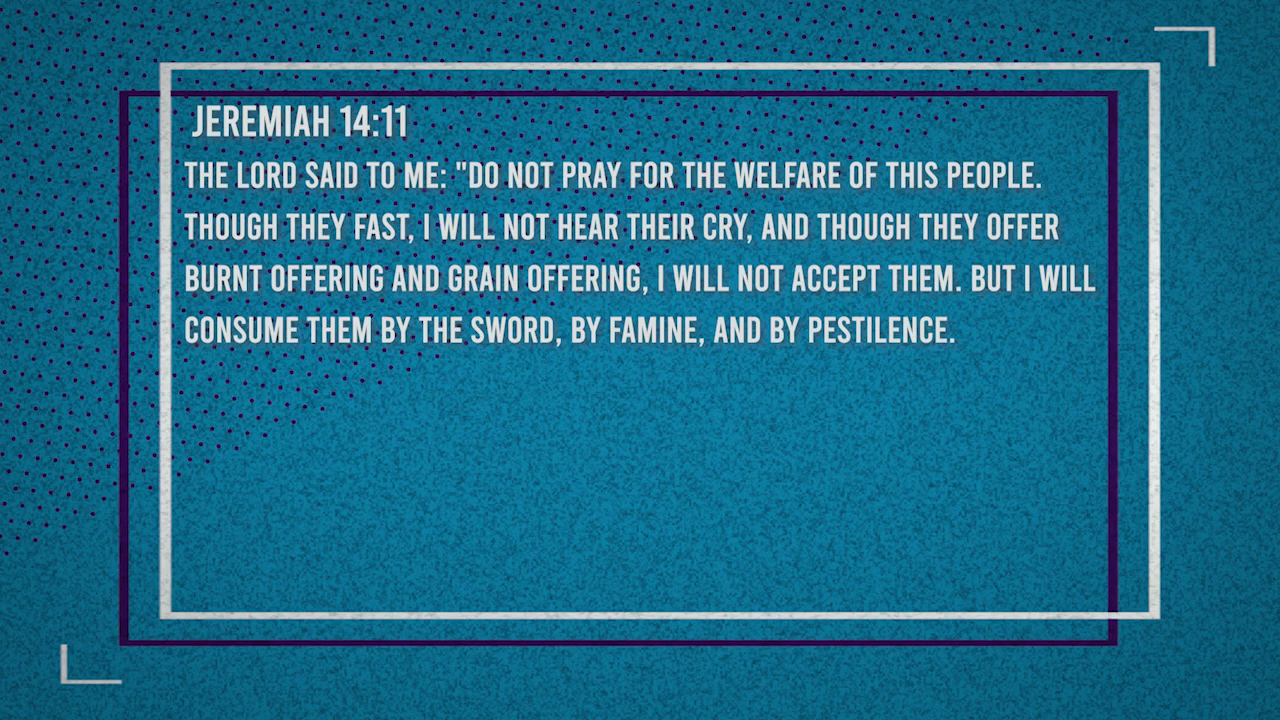 JEREMIAH 14:11
THE LORD SAID TO ME: "DO NOT PRAY FOR THE WELFARE OF THIS PEOPLE.
THOUGH THEY FAST, I WILL NOT HEAR THEIR CRY, AND THOUGH THEY OFFER
BURNT OFFERING AND GRAIN OFFERING, I WILL NOT ACCEPT THEM. BUT I WILL
CONSUME THEM BY THE SWORD, BY FAMINE, AND BY PESTILENCE.